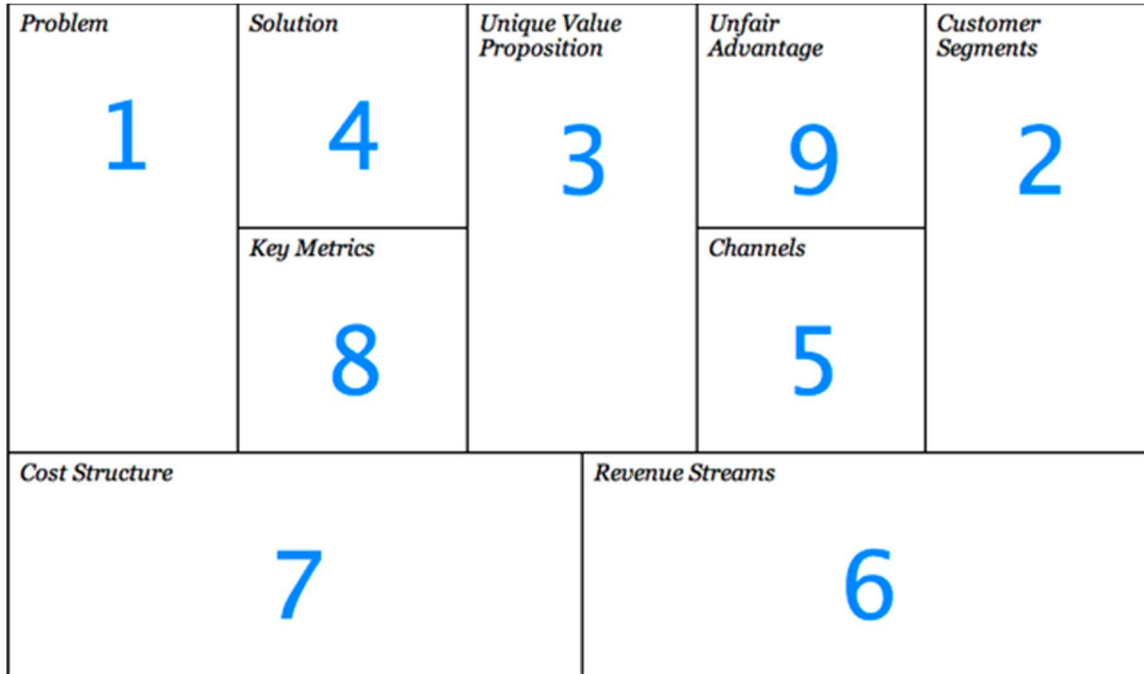 Problem
1
Solution
4
Key Metrics
8
Unique Value
Proposition
3
Unfair
Advantage
9
Channels
5
Customer
Segments
2
Cost Structure
7
Revenue Streams
6